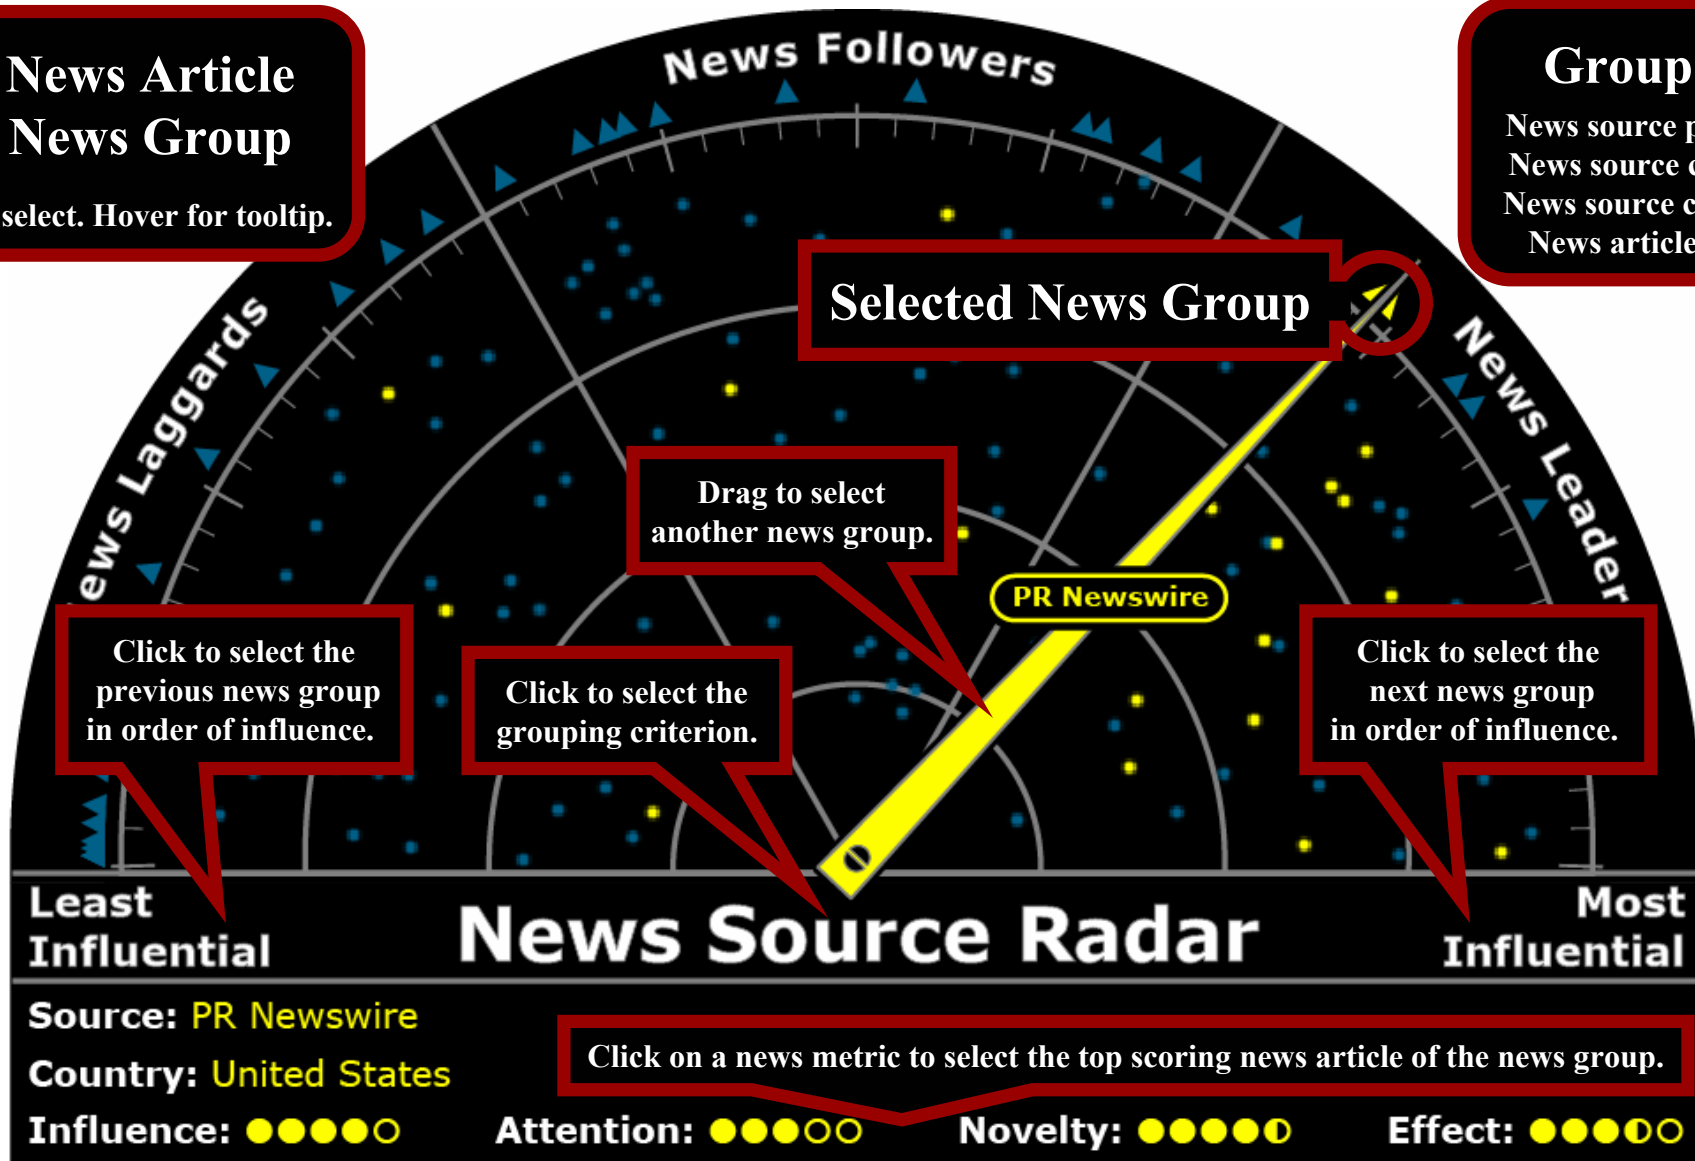 News Article
News Group
select. Hover for tooltip.
News Followers
Group
News source
News source
News source
News article
News Laggards
Selected News Group
News Leader
Drag to select
another news group.
PR Newswire
Click to select the
previous news group
in order of influence.
Click to select the
grouping criterion.
Click to select the
next news group
in order of influence.
Least
Influential
News Source Radar
Most
Influential
Source: PR Newswire
Country: United States
Click on a news metric to select the top scoring news article of the news group.
Influence:
Attention:
Novelty:
Effect: